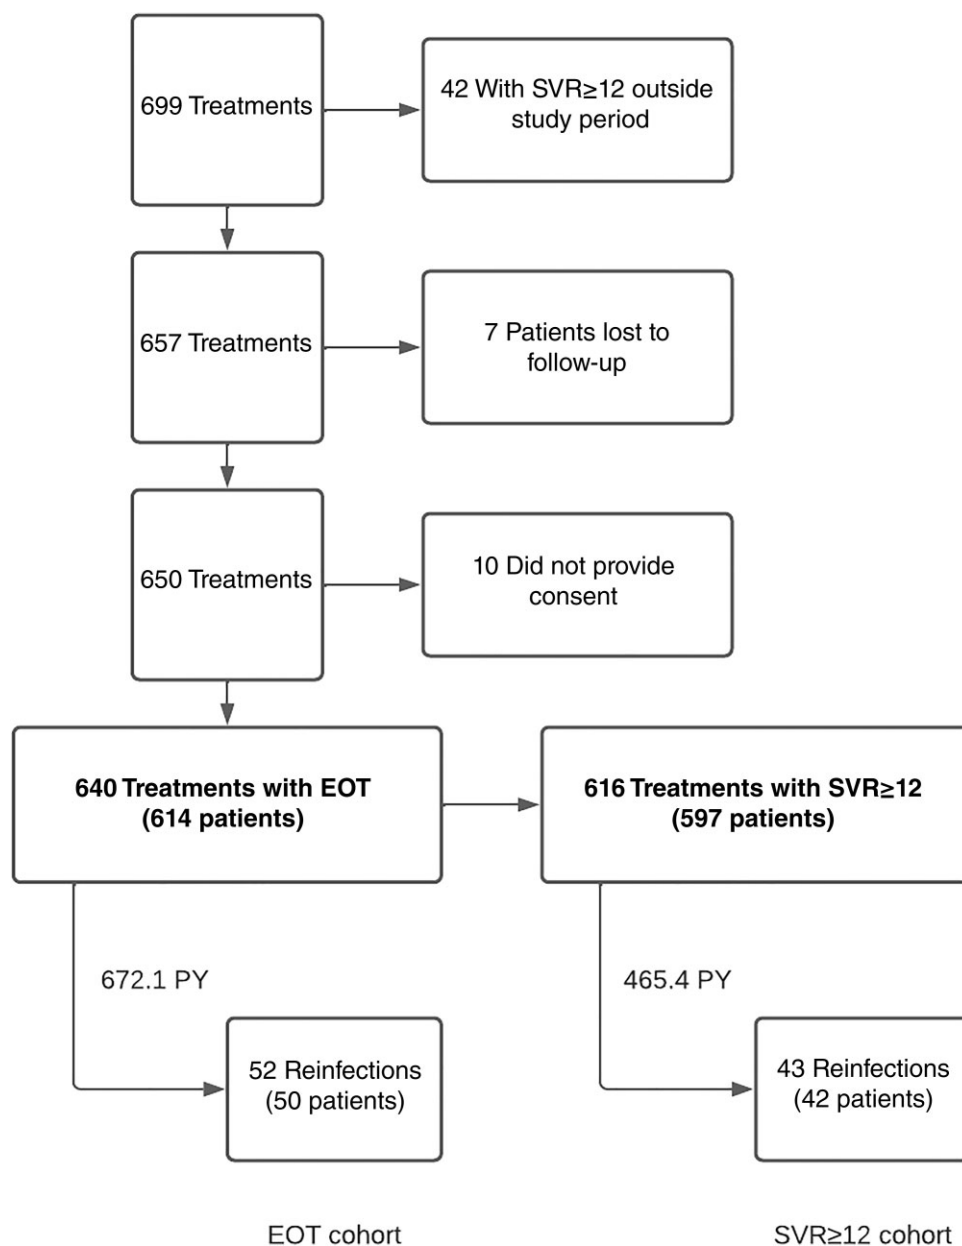 699 Treatments
42 With SVR≥12 outside
study period
657 Treatments
7 Patients lost to
follow-up
650 Treatments
10 Did not provide
consent
640 Treatments with EOT
(614 patients)
616 Treatments with SVR≥12
(597 patients)
672.1 PY
465.4 PY
52 Reinfections
(50 patients)
43 Reinfections
(42 patients)
EOT cohort
SVR≥12 cohort